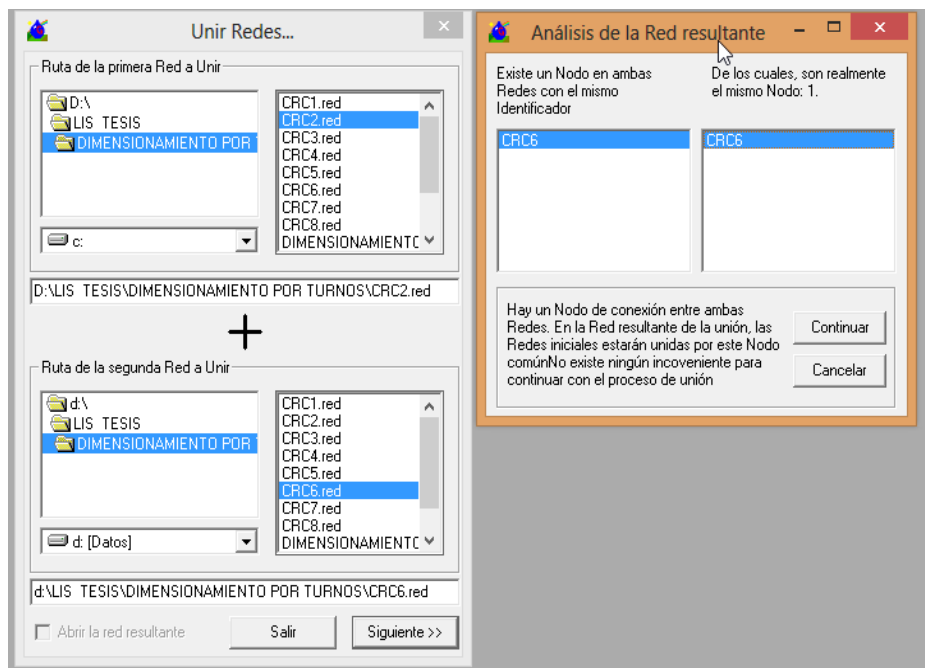 Unir Redes...
Ruta de la primera Red a Unir
D:\
LIS TESIS
DIMENSIONAMIENTO POR
CRC1.red
CRC2.red
CRC3.red
CRC4.red
CRC5.red
CRC6.red
CRC7.red
CRC8.red
DIMENSIONAMIENTO
c:
D:\LIS TESIS\DIMENSIONAMIENTO POR TURNOS\CRC2.red
+
Ruta de la segunda Red a Unir
d:\
LIS TESIS
DIMENSIONAMIENTO POR
CRC1.red
CRC2.red
CRC3.red
CRC4.red
CRC5.red
CRC6.red
CRC7.red
CRC8.red
DIMENSIONAMIENTO
d: [Datos]
d:\LIS TESIS\DIMENSIONAMIENTO POR TURNOS\CRC6.red
Abrir la red resultante
Salir
Siguiente >>
Análisis de la Red resultante
Existe un Nodo en ambas
Redes con el mismo
Identificador
De los cuales, son realmente
el mismo Nodo: 1.
CRC6
CRC6
Hay un Nodo de conexión entre ambas
Redes. En la Red resultante de la unión, las
Redes iniciales estarán unidas por este Nodo
comúnNo existe ningún incoveniente para
continuar con el proceso de unión
Continuar
Cancelar